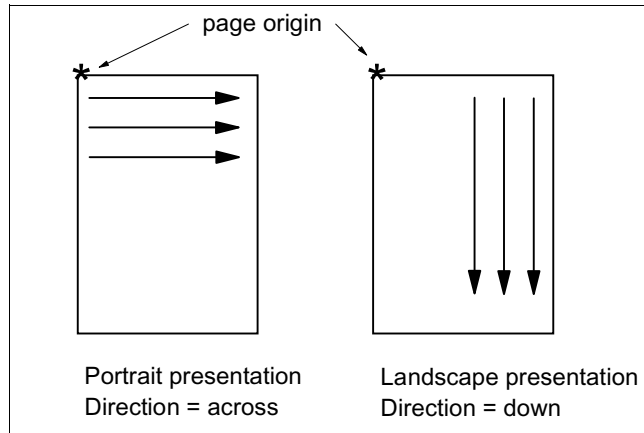 page origin
*
*
Portrait presentation
Direction = across
Landscape presentation
Direction = down